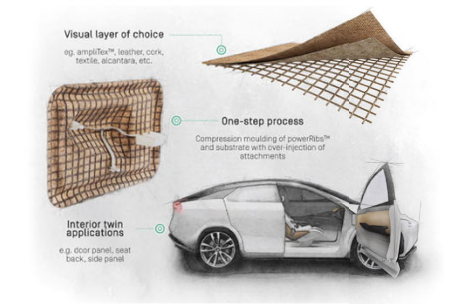 Visual layer of choice
eg. ampliTex™, leather, cork,
textile, alcantara, etc.
One-step process
Compression moulding of powerRibs™
and substrate with over-injection of
attachments
Interior twin
applications
e.g. door panel, seat
back, side panel